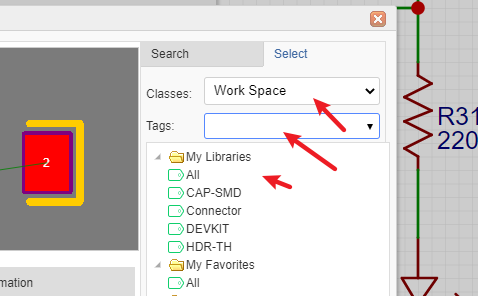 Search Select
Classes: Work Space
Tags:
2
My Libraries
All
CAP-SMD
Connector
DEVKIT
HDR-TH
My Favorites
All
mation
R31
220